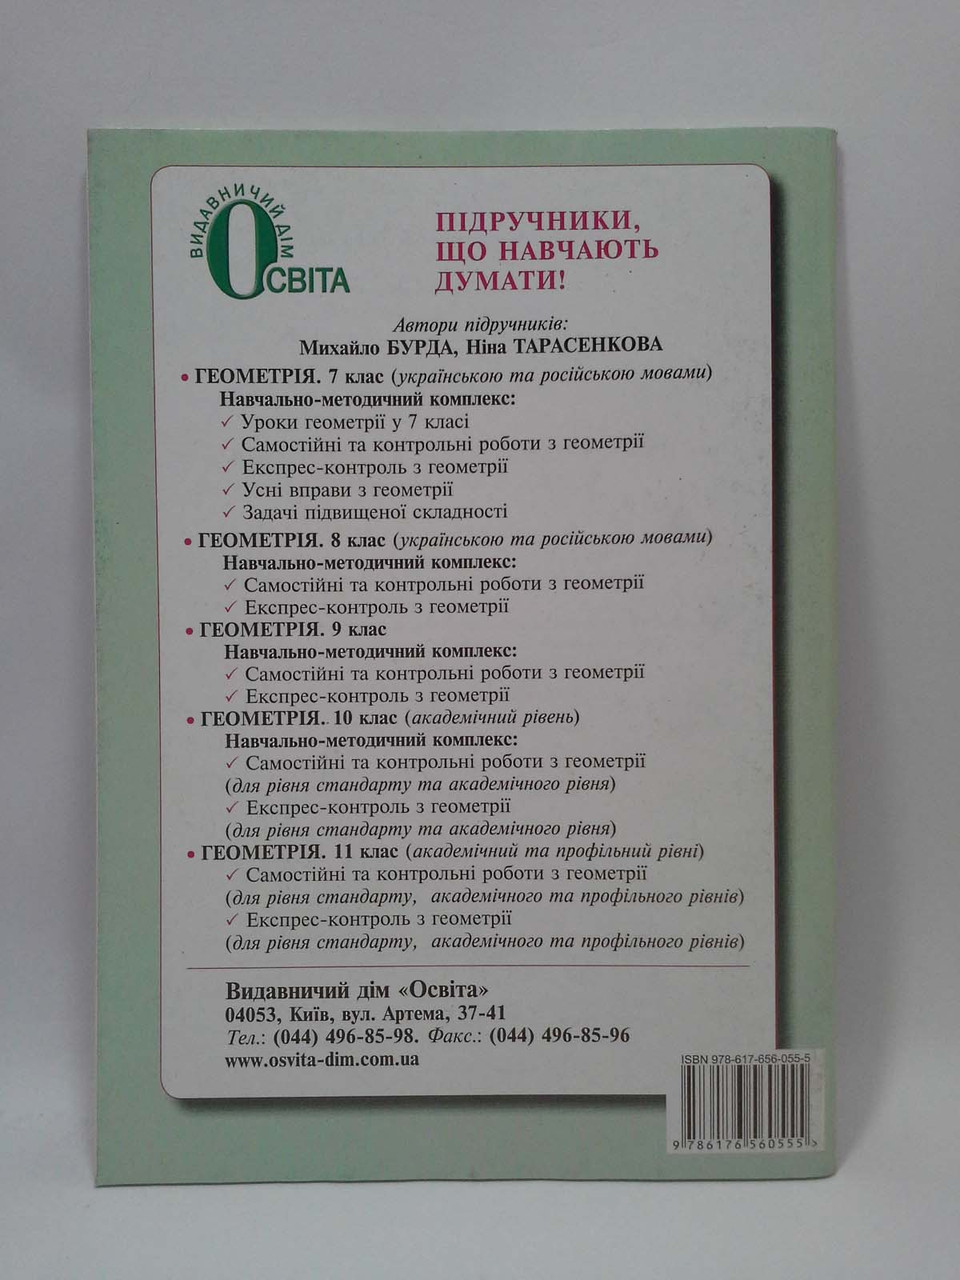 ВИДАВНИЧИЙ ДІМ
ОСВІТА
ПІДРУЧНИКИ,
ЩО НАВЧАЮТЬ
ДУМАТИ!
Автори підручників:
Михайло БУРДА, Ніна ТАРАСЕНКОВА
• ГЕОМЕТРІЯ. 7 клас (українською та російською мовами)
Навчально-методичний комплекс:
✓ Уроки геометрії у 7 класі
✓ Самостійні та контрольні роботи з геометрії
✓ Експрес-контроль з геометрії
✓ Усні вправи з геометрії
✓ Задачі підвищеної складності
• ГЕОМЕТРІЯ. 8 клас (українською та російською мовами)
Навчально-методичний комплекс:
✓ Самостійні та контрольні роботи з геометрії
✓ Експрес-контроль з геометрії
• ГЕОМЕТРІЯ. 9 клас
Навчально-методичний комплекс:
✓ Самостійні та контрольні роботи з геометрії
✓ Експрес-контроль з геометрії
• ГЕОМЕТРІЯ. 10 клас (академічний рівень)
Навчально-методичний комплекс:
✓ Самостійні та контрольні роботи з геометрії
(для рівня стандарту та академічного рівня)
✓ Експрес-контроль з геометрії
(для рівня стандарту та академічного рівня)
• ГЕОМЕТРІЯ. 11 клас (академічний та профільний рівні)
✓ Самостійні та контрольні роботи з геометрії
(для рівня стандарту, академічного та профільного рівнів)
✓ Експрес-контроль з геометрії
(для рівня стандарту, академічного та профільного рівнів)
Видавничий дім «Освіта»
04053, Київ, вул. Артема, 37-41
Тел.: (044) 496-85-98. Факс.: (044) 496-85-96
www.osvita-dim.com.ua
ISBN 978-617-656-055-5
9 786176 560555 >